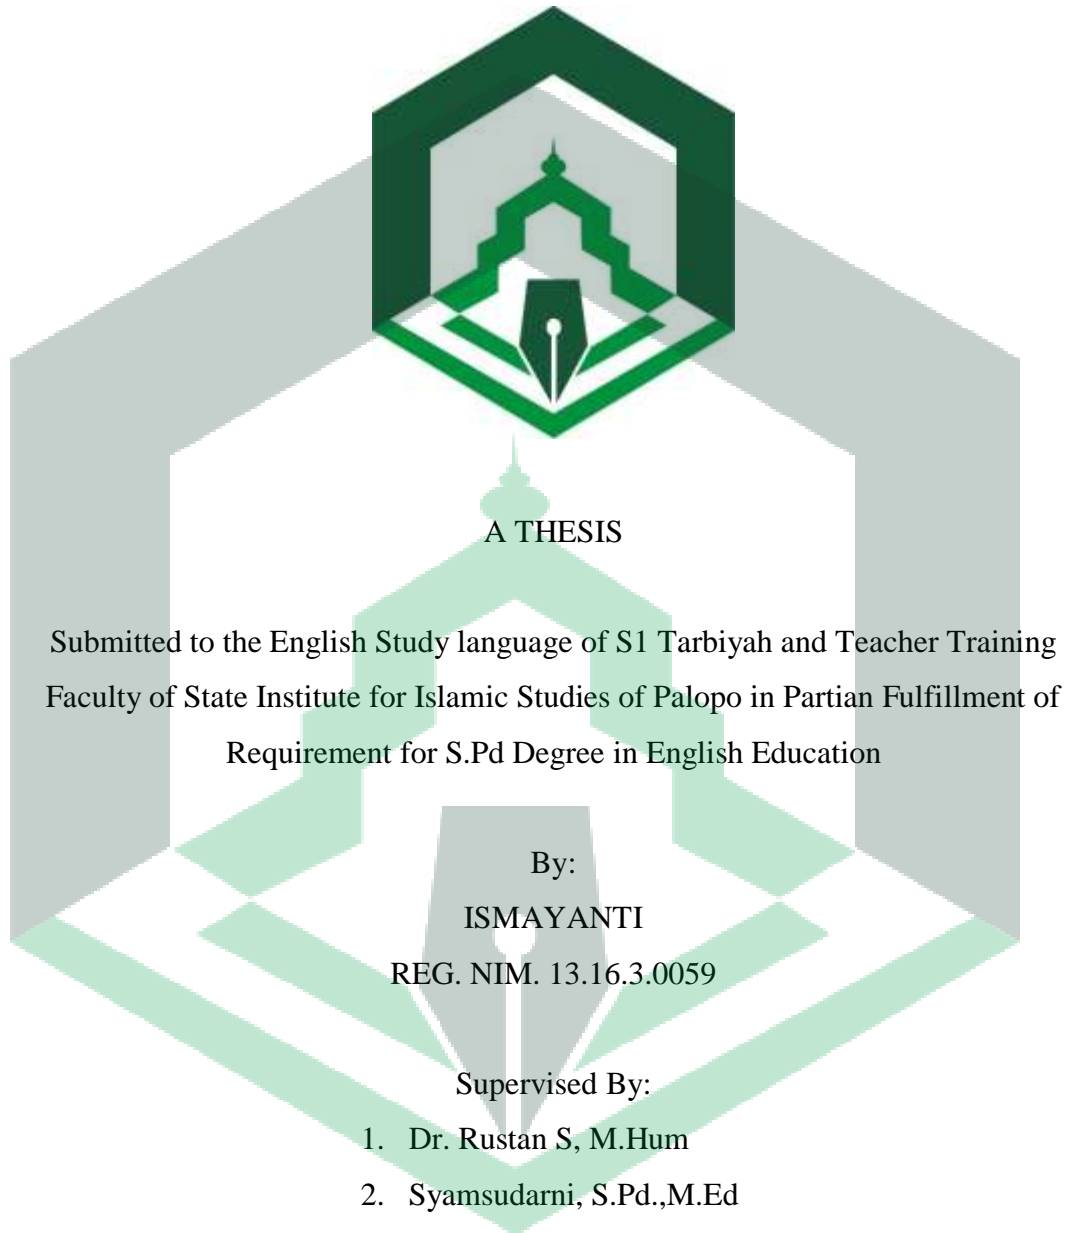 A THESIS
Submitted to the English Study language of S1 Tarbiyah and Teacher Training
Faculty of State Institute for Islamic Studies of Palopo in Partian Fulfillment of
Requirement for S.Pd Degree in English Education
By:
ISMAYANTI
REG. NIM. 13.16.3.0059
Supervised By:
1. Dr. Rustan S, M.Hum
2. Syamsudarni, S.Pd.,M.Ed